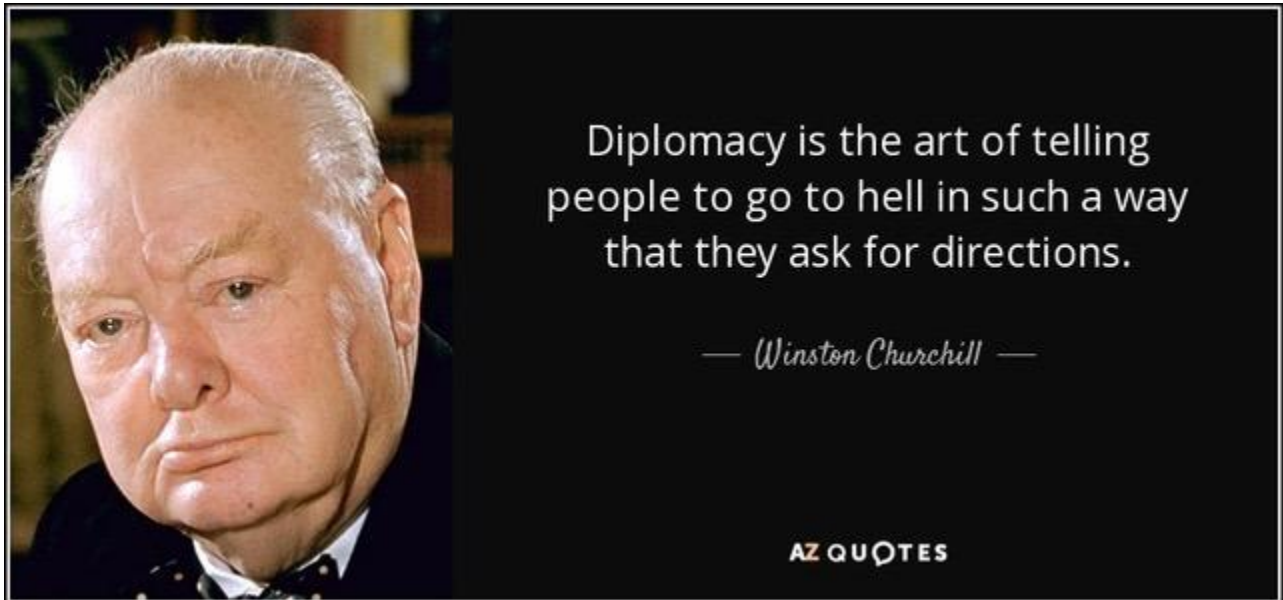 Diplomacy is the art of telling
people to go to hell in such a way
that they ask for directions.
— Winston Churchill —
AZ QUOTES